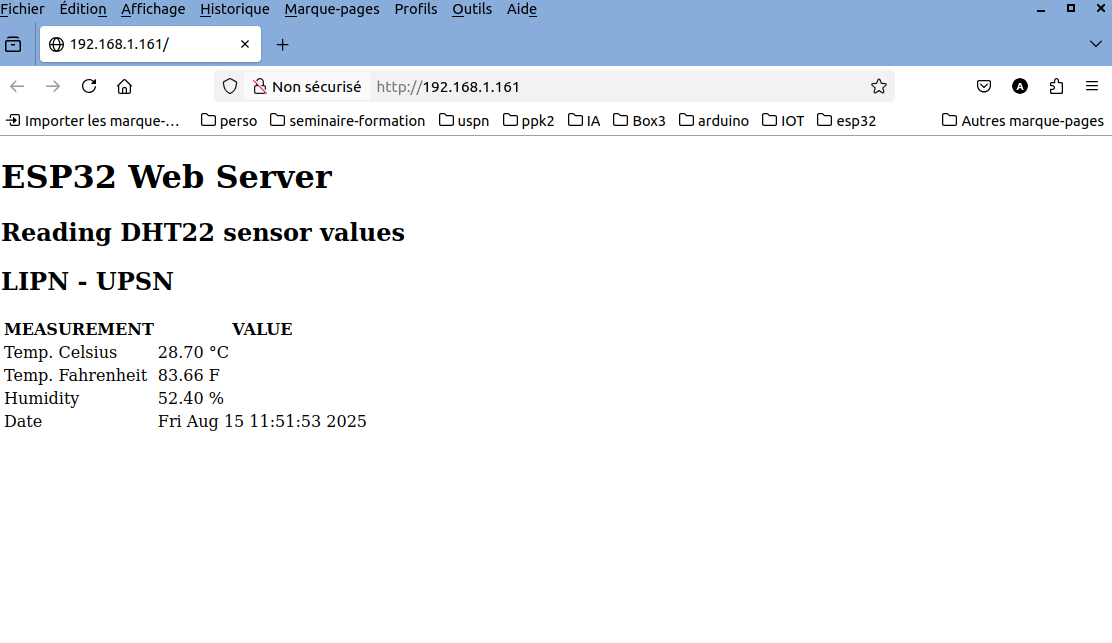 Fichier Édition Affichage Historique Marque-pages Profils Outils Aide
192.168.1.161/
Non sécurisé http://192.168.1.161
A
Importer les marque-… perso seminaire-formation uspn ppk2 IA Box3 arduino IOT esp32 Autres marque-pages
ESP32 Web Server
Reading DHT22 sensor values
LIPN - UPSN
MEASUREMENT VALUE
Temp. Celsius 28.70 °C
Temp. Fahrenheit 83.66 F
Humidity 52.40 %
Date Fri Aug 15 11:51:53 2025